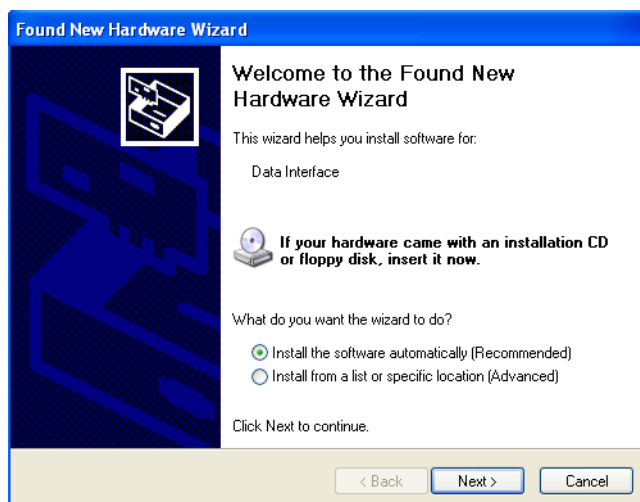 Found New Hardware Wizard
Welcome to the Found New
Hardware Wizard
This wizard helps you install software for:
Data Interface
If your hardware came with an installation CD
or floppy disk, insert it now.
What do you want the wizard to do?
Install the software automatically (Recommended)
Install from a list or specific location (Advanced)
Click Next to continue.
< Back Next > Cancel